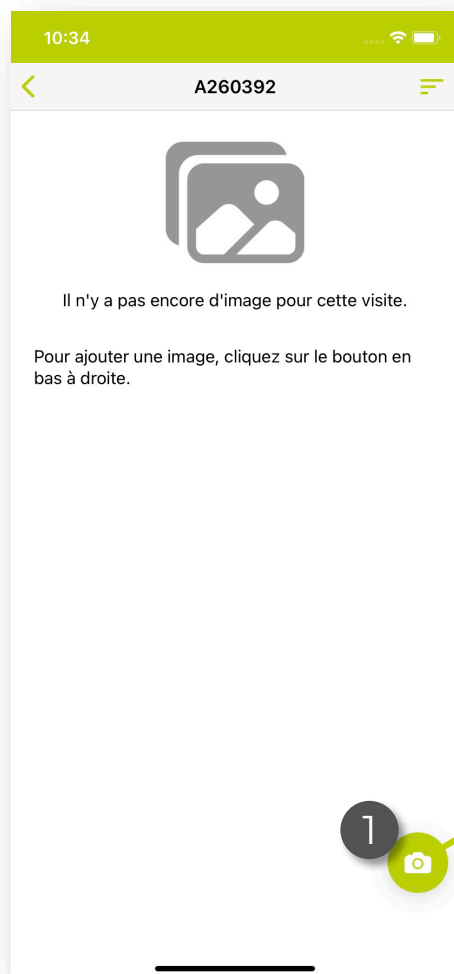 10:34
A260392
Il n'y a pas encore d'image pour cette visite.
Pour ajouter une image, cliquez sur le bouton en
bas à droite.
1